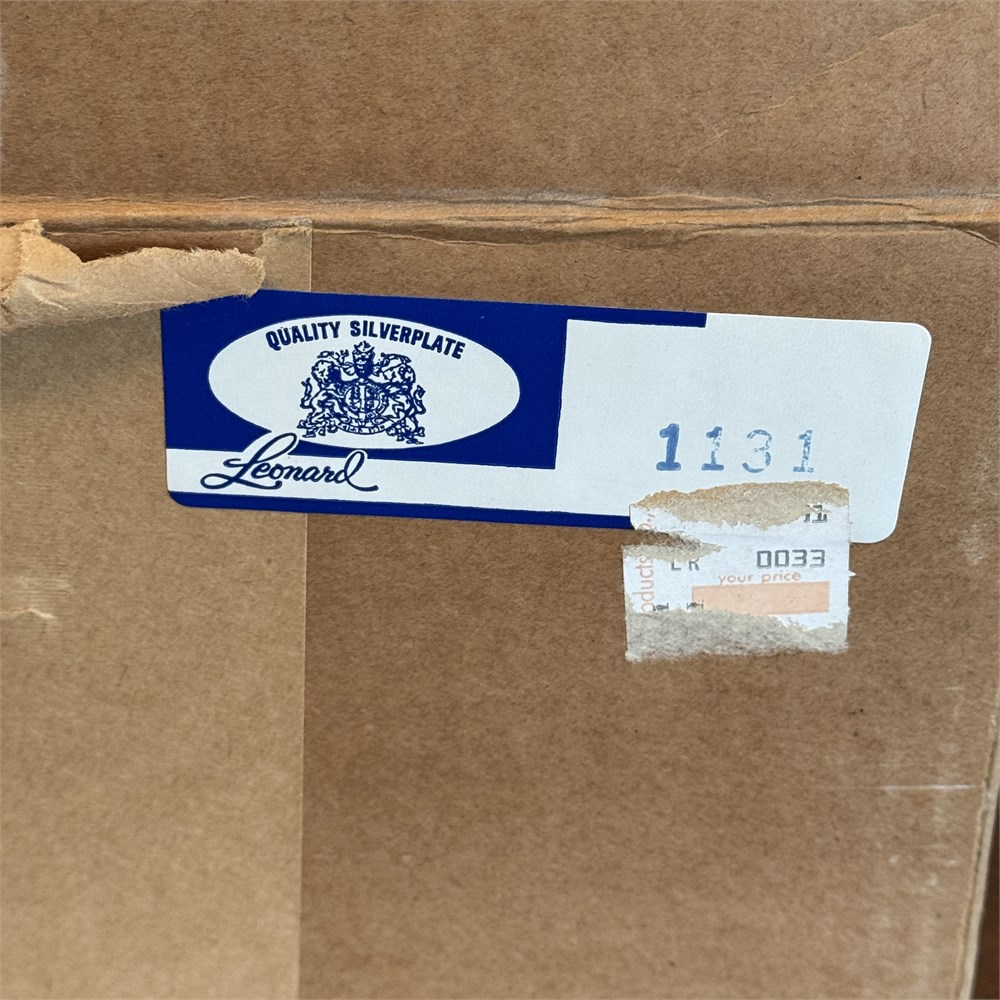 QUALITY SILVERPLATE
Leonard
1131
0033
your price